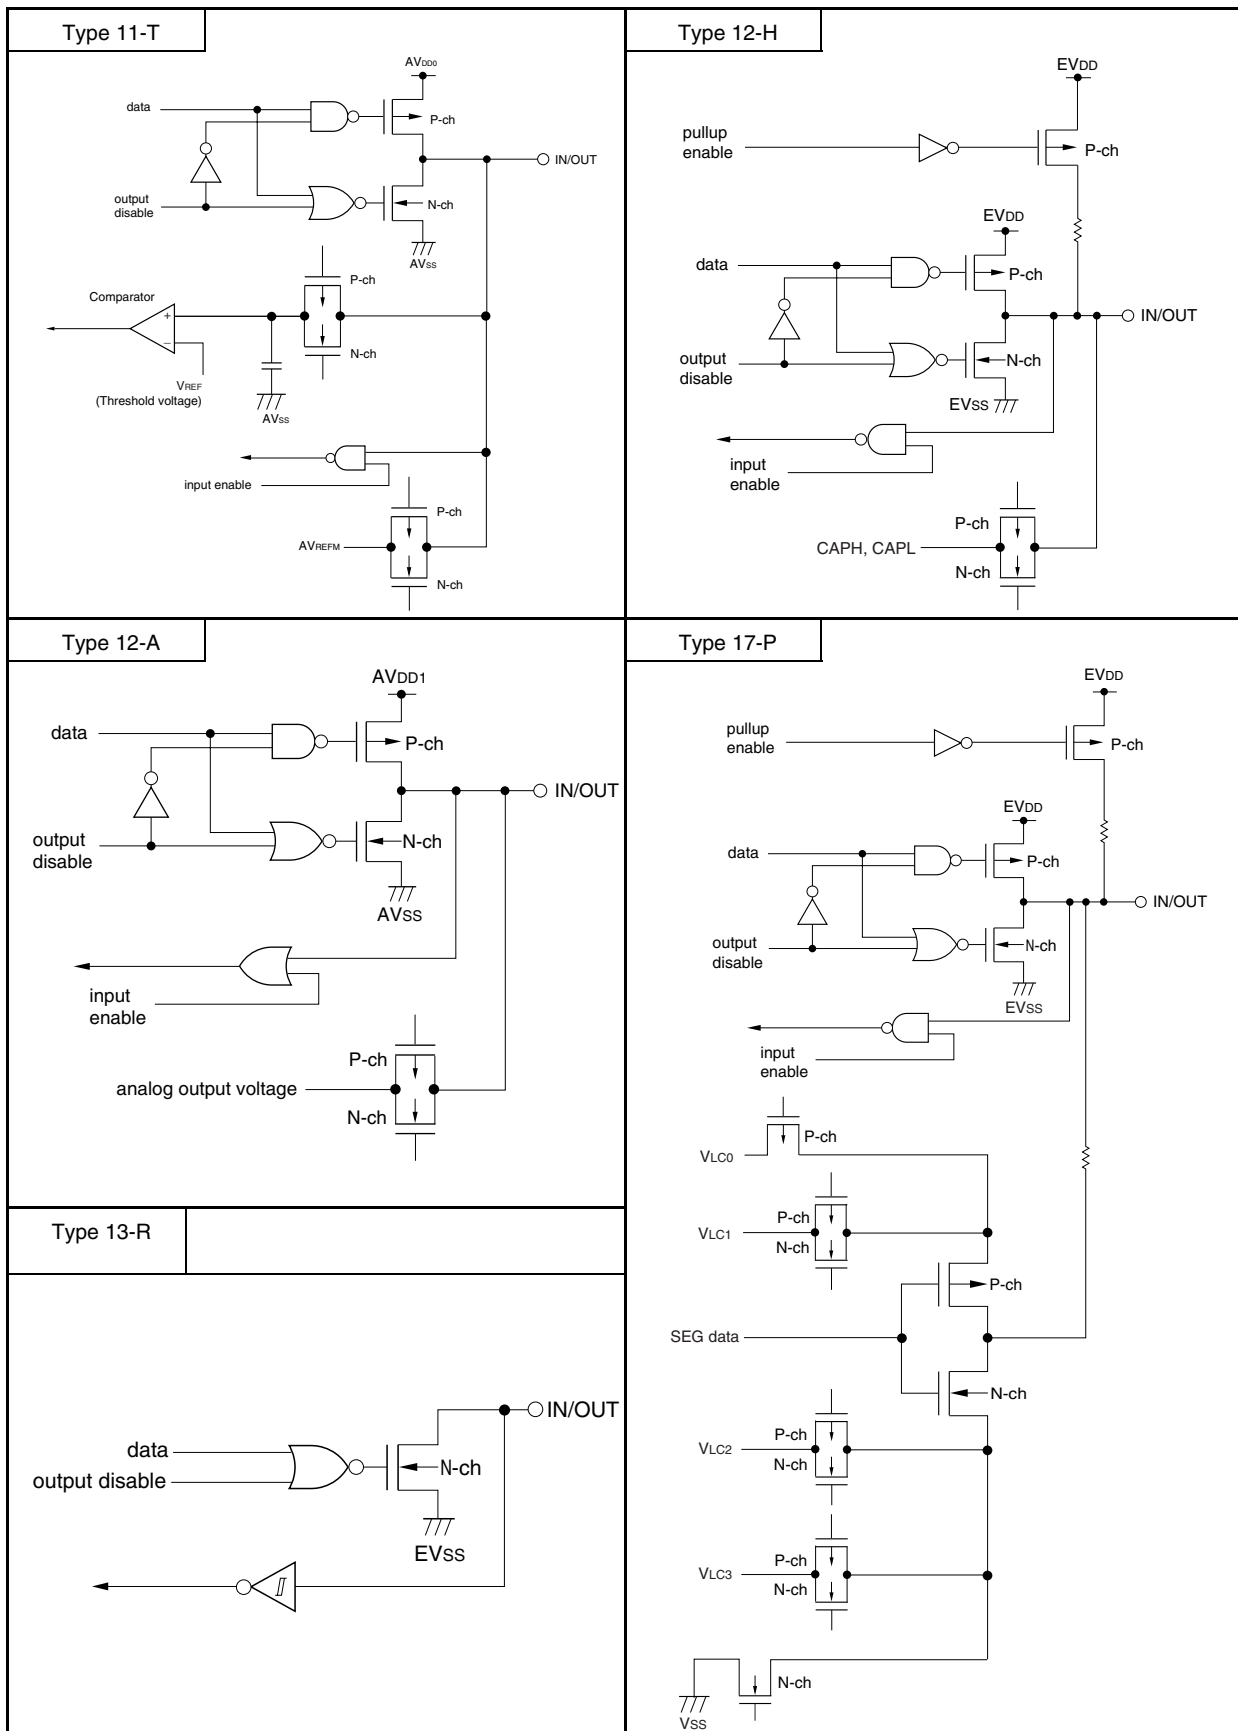 Type 11-T
AVDD0
data
P-ch
IN/OUT
output
disable
N-ch
AVSS
P-ch
Comparator
+
−
N-ch
VREF
(Threshold voltage)
AVSS
input enable
P-ch
AVREFM
N-ch
Type 12-H
EVDD
pullup
enable
P-ch
EVDD
data
P-ch
IN/OUT
output
disable
N-ch
EVSS
input
enable
P-ch
CAPH, CAPL
N-ch
Type 12-A
AVDD1
data
P-ch
IN/OUT
output
disable
N-ch
AVSS
input
enable
P-ch
analog output voltage
N-ch
Type 17-P
EVDD
pullup
enable
P-ch
EVDD
data
P-ch
IN/OUT
output
disable
N-ch
EVSS
input
enable
P-ch
VLC0
P-ch
VLC1
N-ch
P-ch
SEG data
N-ch
P-ch
VLC2
N-ch
P-ch
VLC3
N-ch
N-ch
VSS
Type 13-R
IN/OUT
data
N-ch
output disable
EVSS